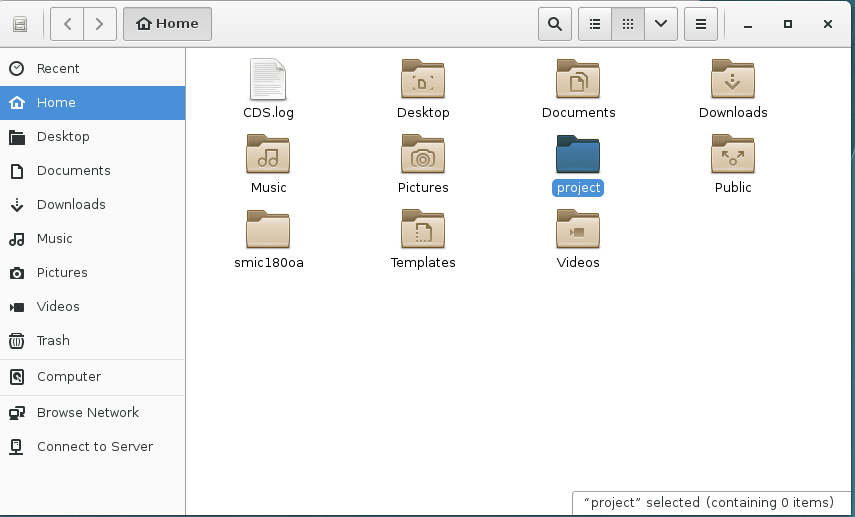 Home
Recent
Home
Desktop
Documents
Downloads
Music
Pictures
Videos
Trash
Computer
Browse Network
Connect to Server
CDS.log
Desktop
Documents
Downloads
Music
Pictures
project
Public
smic180oa
Templates
Videos
“project” selected (containing 0 items)